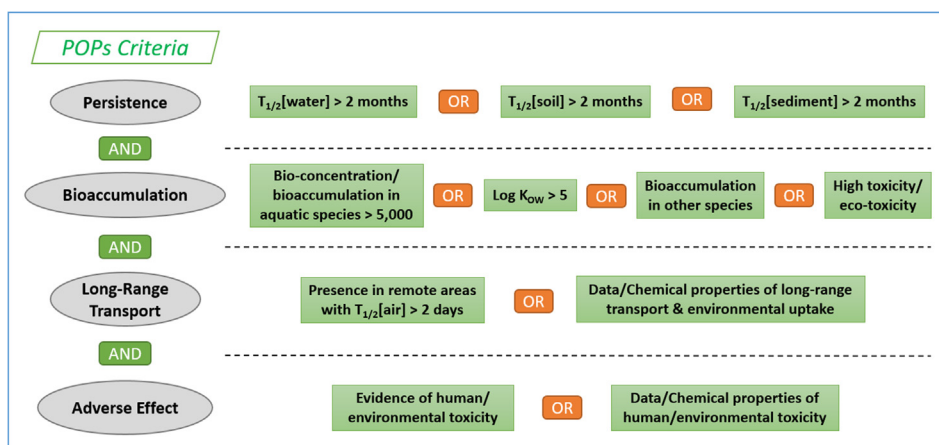 POPs Criteria
Persistence
T1/2[water] > 2 months
OR
T1/2[soil] > 2 months
OR
T1/2[sediment] > 2 months
AND
Bioaccumulation
Bio-concentration/
bioaccumulation in
aquatic species > 5,000
OR
Log KOW > 5
OR
Bioaccumulation
in other species
OR
High toxicity/
eco-toxicity
AND
Long-Range
Transport
Presence in remote areas
with T1/2[air] > 2 days
OR
Data/Chemical properties of long-range
transport & environmental uptake
AND
Adverse Effect
Evidence of human/
environmental toxicity
OR
Data/Chemical properties of
human/environmental toxicity